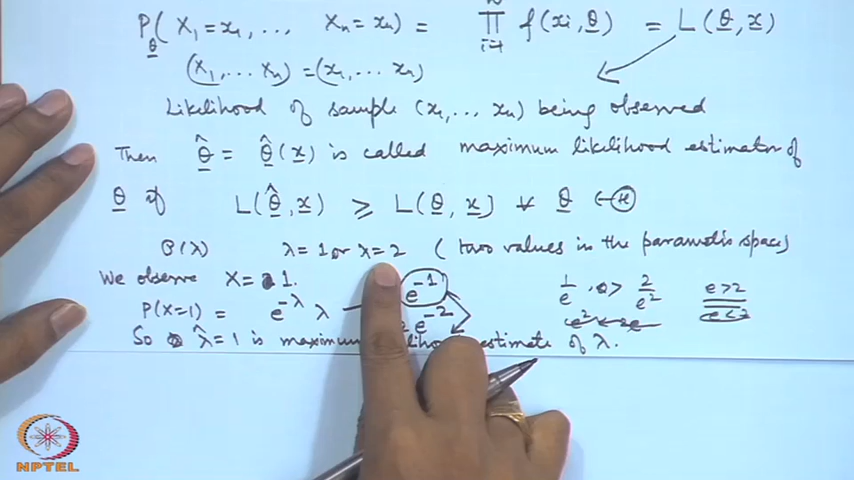 P_θ(X₁ = x₁, ... Xₙ = xₙ) = ∏ᵢ₌₁ f(xᵢ, θ) = L(θ, x)
(X₁, ... Xₙ) = (x₁, ... xₙ)
Likelihood of sample (x₁, ... xₙ) being observed
Then θ̂ = θ̂(x) is called maximum likelihood estimator of
θ if L(θ̂, x) ≥ L(θ, x) ∀ θ
P(λ) λ = 1 or λ = 2 (two values in the parametric space)
We observe X = 1.
P(X=1) = e^{-λ} λ e^{-1} 1/e > 2/e² e>2
e^{-2}
So λ̂ = 1 is maximum estimate of λ.
NPTEL